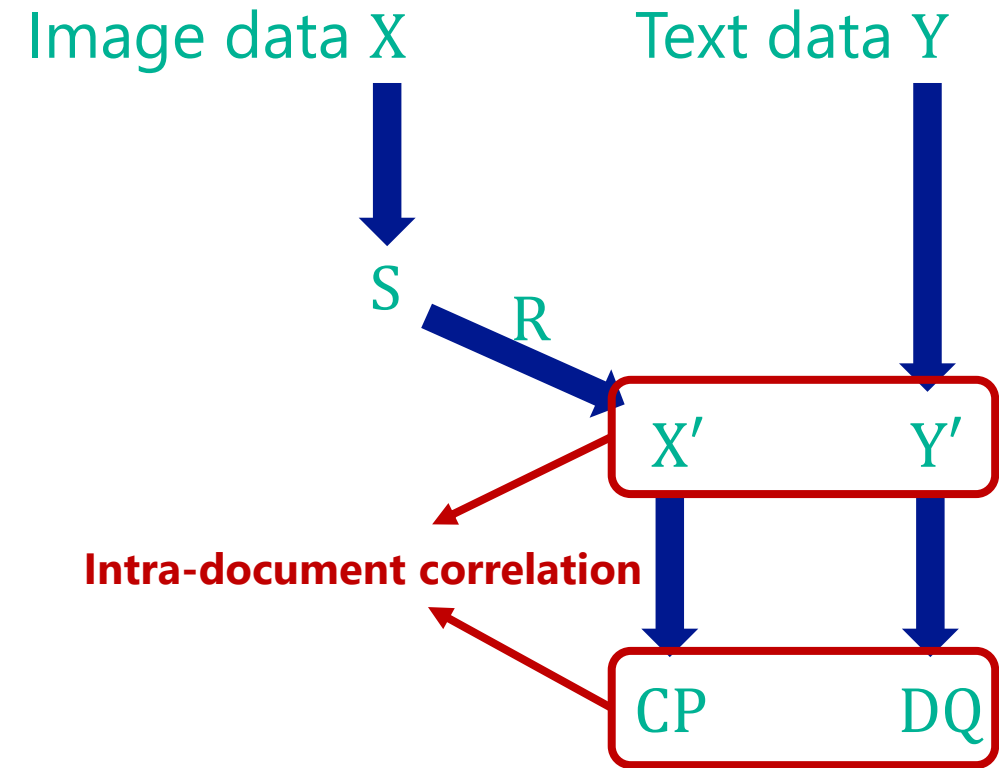 Image data X
Text data Y
S
R
X′
Y′
Intra-document correlation
CP
DQ